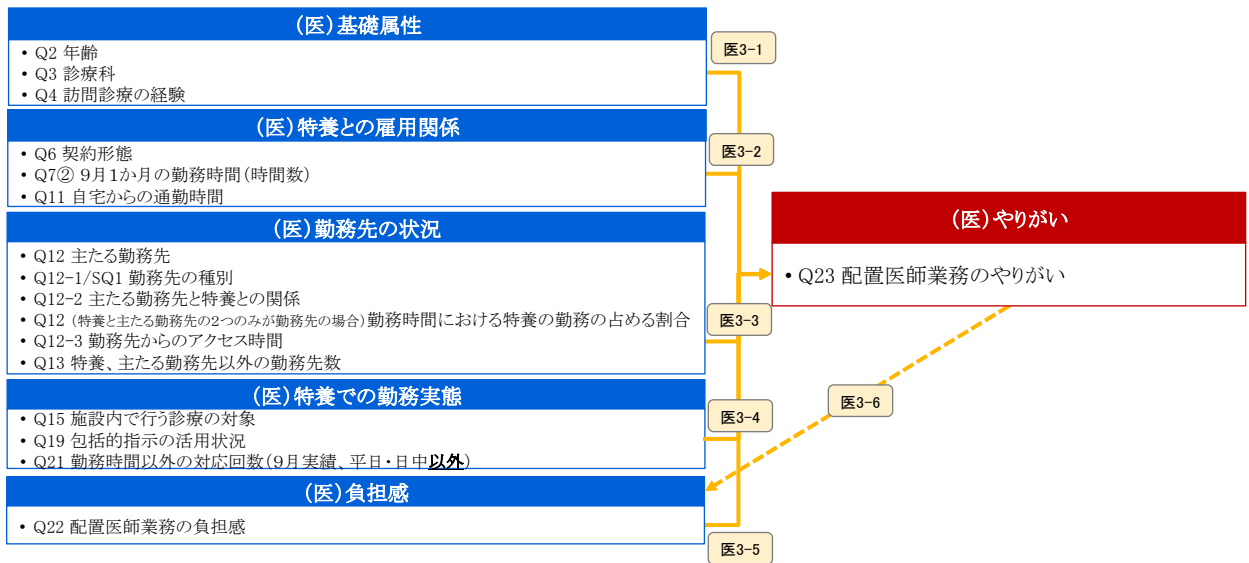 （医）基礎属性
• Q2 年齢
• Q3 診療科
• Q4 訪問診療の経験
医3-1
（医）特養との雇用関係
• Q6 契約形態
• Q7② 9月1か月の勤務時間（時間数）
• Q11 自宅からの通勤時間
医3-2
（医）勤務先の状況
• Q12 主たる勤務先
• Q12-1/SQ1 勤務先の種別
• Q12-2 主たる勤務先と特養との関係
• Q12 （特養と主たる勤務先の2つのみが勤務先の場合）勤務時間における特養の勤務の占める割合
• Q12-3 勤務先からのアクセス時間
• Q13 特養、主たる勤務先以外の勤務先数
医3-3
（医）特養での勤務実態
• Q15 施設内で行う診療の対象
• Q19 包括的指示の活用状況
• Q21 勤務時間以外の対応回数（9月実績、平日・日中以外）
医3-4
（医）負担感
• Q22 配置医師業務の負担感
医3-5
（医）やりがい
• Q23 配置医師業務のやりがい
医3-6